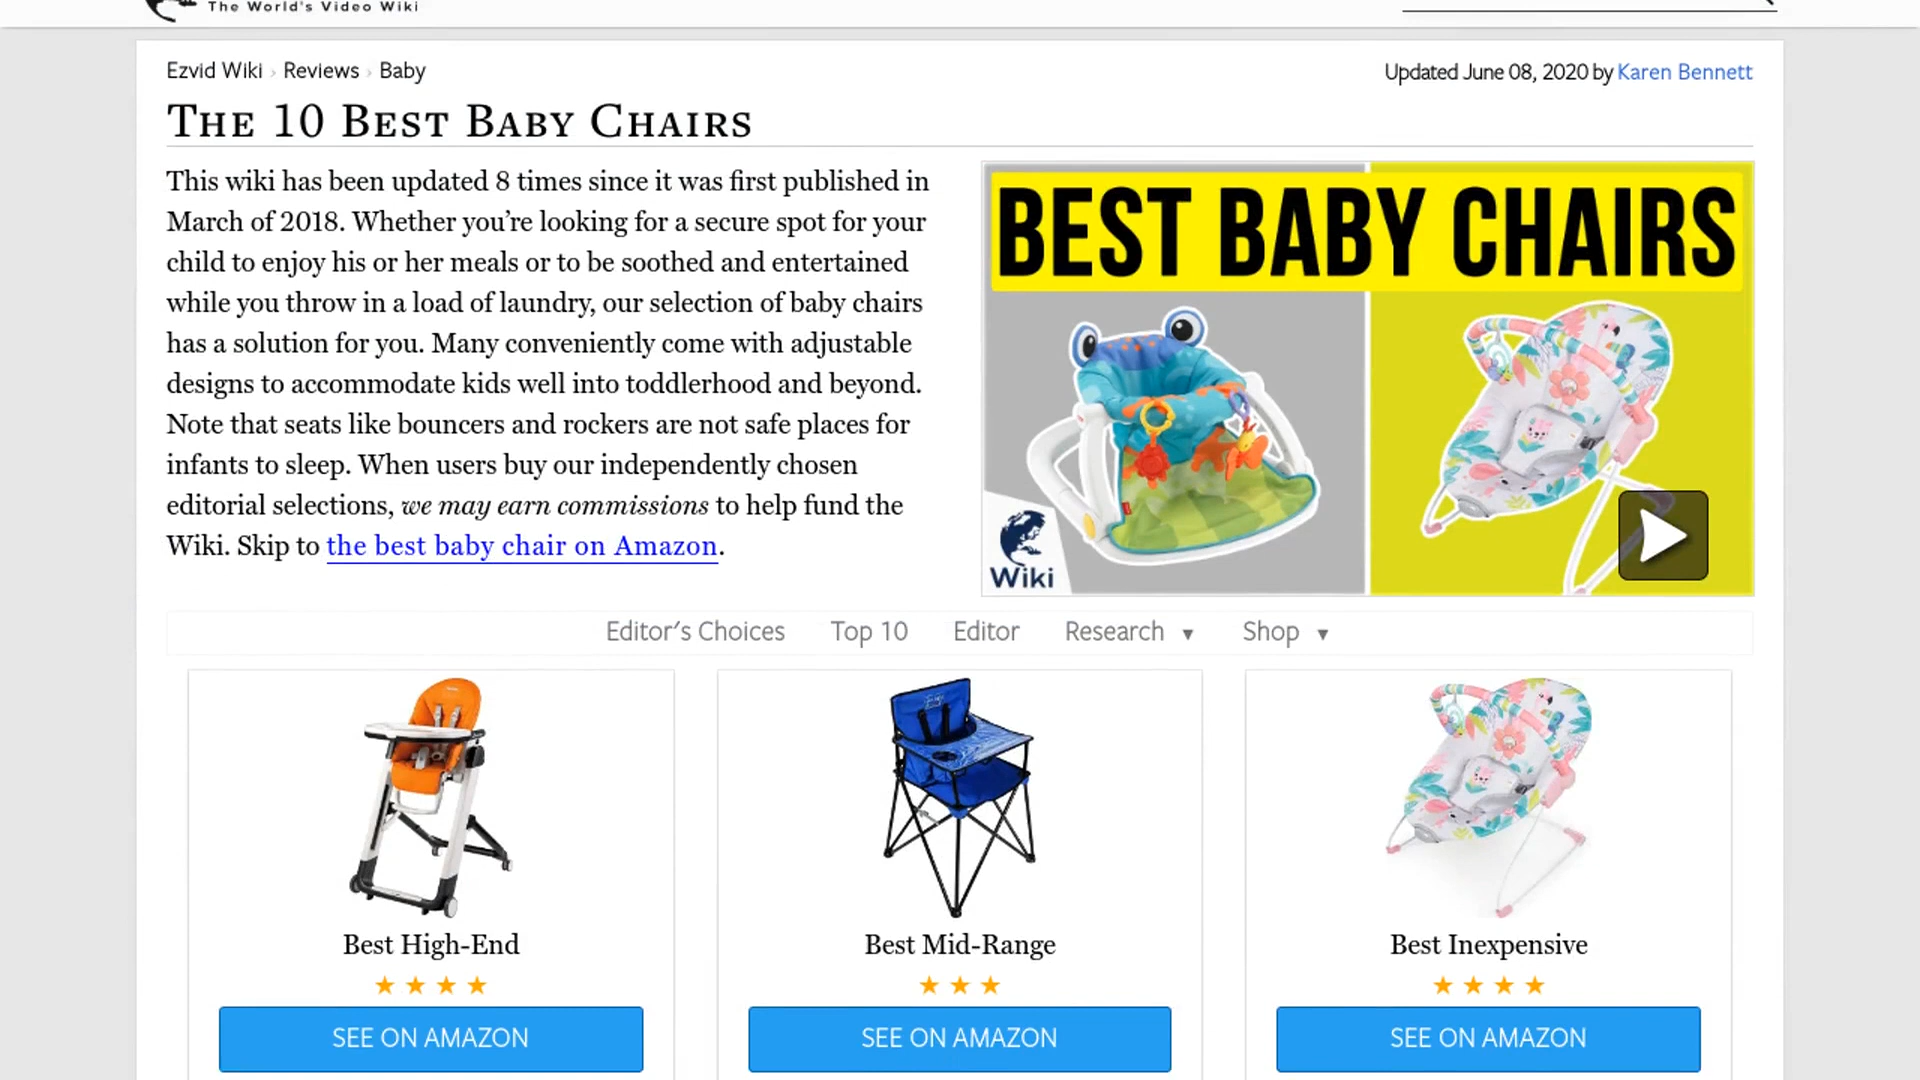 The World's Video Wiki
Ezvid Wiki › Reviews › Baby
Updated June 08, 2020 by Karen Bennett
The 10 Best Baby Chairs
This wiki has been updated 8 times since it was first published in
March of 2018. Whether you’re looking for a secure spot for your
child to enjoy his or her meals or to be soothed and entertained
while you throw in a load of laundry, our selection of baby chairs
has a solution for you. Many conveniently come with adjustable
designs to accommodate kids well into toddlerhood and beyond.
Note that seats like bouncers and rockers are not safe places for
infants to sleep. When users buy our independently chosen
editorial selections, we may earn commissions to help fund the
Wiki. Skip to the best baby chair on Amazon.
BEST BABY CHAIRS
Wiki
Editor's Choices Top 10 Editor Research ▼ Shop ▼
Best High-End
Best Mid-Range
Best Inexpensive
SEE ON AMAZON
SEE ON AMAZON
SEE ON AMAZON